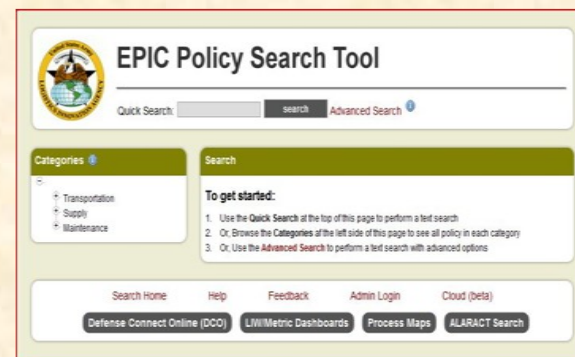 EPIC Policy Search Tool
Quick Search: search Advanced Search
Categories
Transportation
Supply
Maintenance
Search
To get started:
1. Use the Quick Search at the top of this page to perform a text search
2. Or, Browse the Categories at the left side of this page to see all policy in each category
3. Or, Use the Advanced Search to perform a text search with advanced options
Search Home Help Feedback Admin Login Cloud (beta)
Defense Connect Online (DCO) LIW/Metric Dashboards Process Maps ALARACT Search